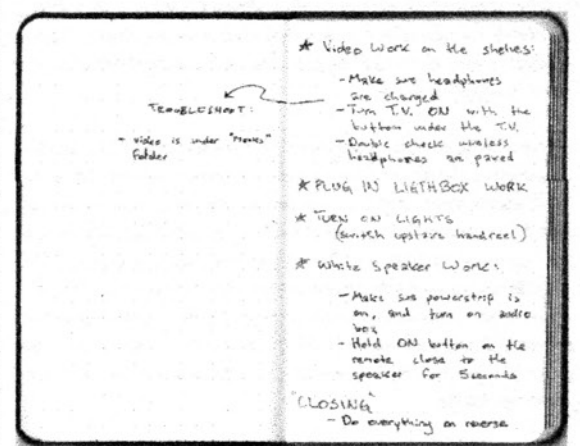 TROUBLESHOOT:
- Video is under "Movies"
folder
* Video Work on the shelves:
- Make sure headphones
are charged
- Turn T.V. ON with the
button under the T.V.
- Double check wireless
headphones are paired
* PLUG IN LIGTHBOX WORK
* TURN ON LIGHTS
(switch upstairs handreel)
* White Speaker Work:
- Make sure powerstrip is
on, and turn on audio
box
- Hold ON button on the
remote close to the
speaker for 5 seconds
"CLOSING"
- Do everything on reverse